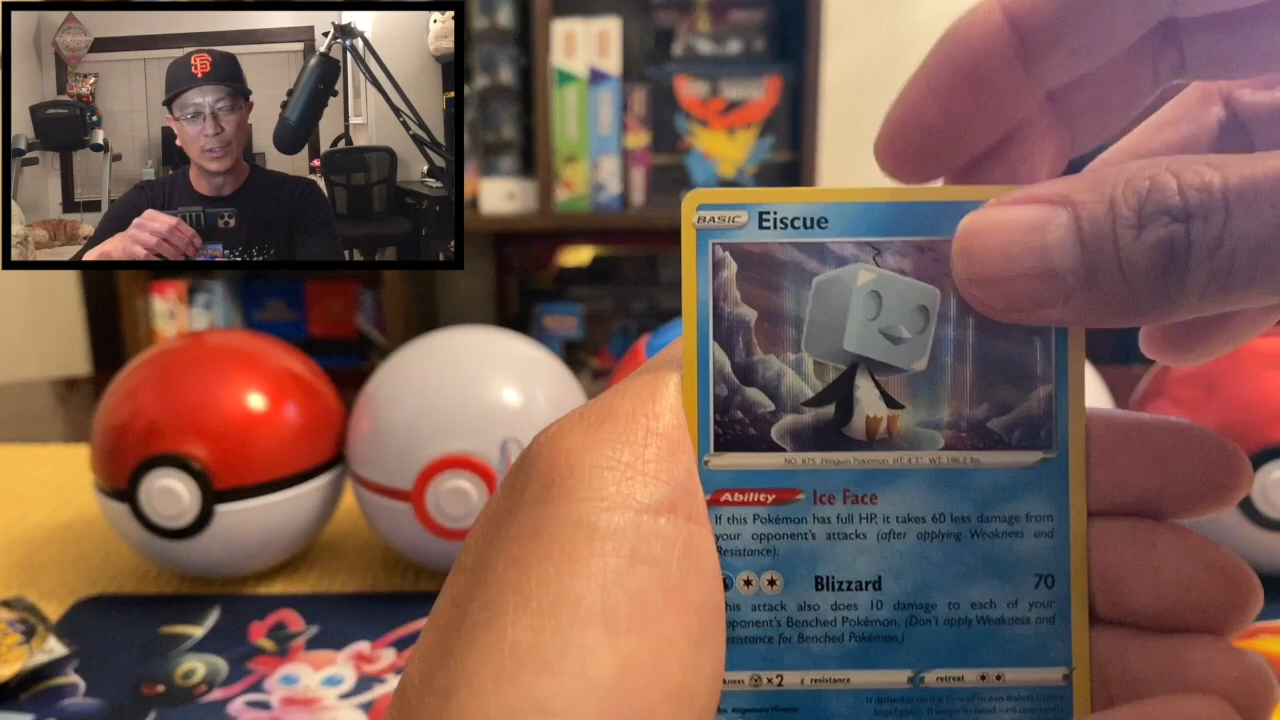 SF
BASIC Eiscue
NO. 875 Penguin Pokémon HT: 4'7" WT: 196.2 lbs.
Ability Ice Face
If this Pokémon has full HP, it takes 60 less damage from
your opponent's attacks (after applying Weakness and
Resistance).
Blizzard 70
his attack also does 10 damage to each of your
pponent's Benched Pokémon. (Don't apply Weakness and
esistance for Benched Pokémon.)
kness ×2 resistance retreat